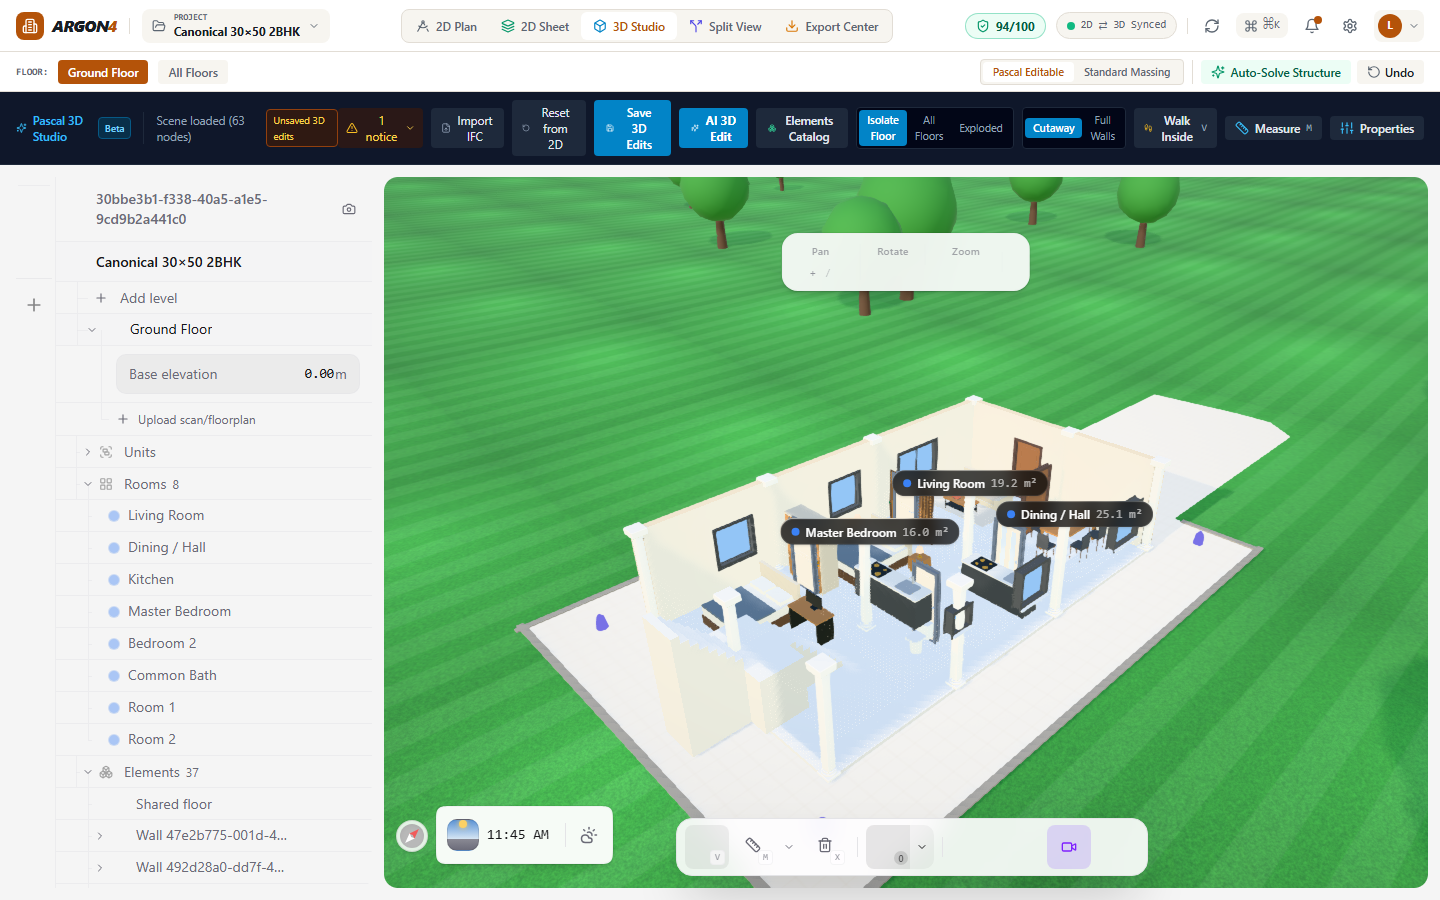 ARGON4
PROJECT
Canonical 30×50 2BHK
2D Plan
2D Sheet
3D Studio
Split View
Export Center
94/100
2D ⇄ 3D Synced
⌘ ⌘K
L
FLOOR:
Ground Floor
All Floors
Pascal Editable
Standard Massing
Auto-Solve Structure
Undo
Pascal 3D
Studio
Beta
Scene loaded (63
nodes)
Unsaved 3D
edits
1
notice
Import
IFC
Reset
from
2D
Save
3D
Edits
AI 3D
Edit
Elements
Catalog
Isolate
Floor
All
Floors
Exploded
Cutaway
Full
Walls
Walk
Inside
V
Measure M
Properties
30bbe3b1-f338-40a5-a1e5-
9cd9b2a441c0
Canonical 30×50 2BHK
Add level
Ground Floor
Base elevation 0.00m
Upload scan/floorplan
Units
Rooms 8
Living Room
Dining / Hall
Kitchen
Master Bedroom
Bedroom 2
Common Bath
Room 1
Room 2
Elements 37
Shared floor
Wall 47e2b775-001d-4...
Wall 492d28a0-dd7f-4...
Pan Rotate Zoom
+ /
Living Room 19.2 m²
Dining / Hall 25.1 m²
Master Bedroom 16.0 m²
11:45 AM
V
M
X
0